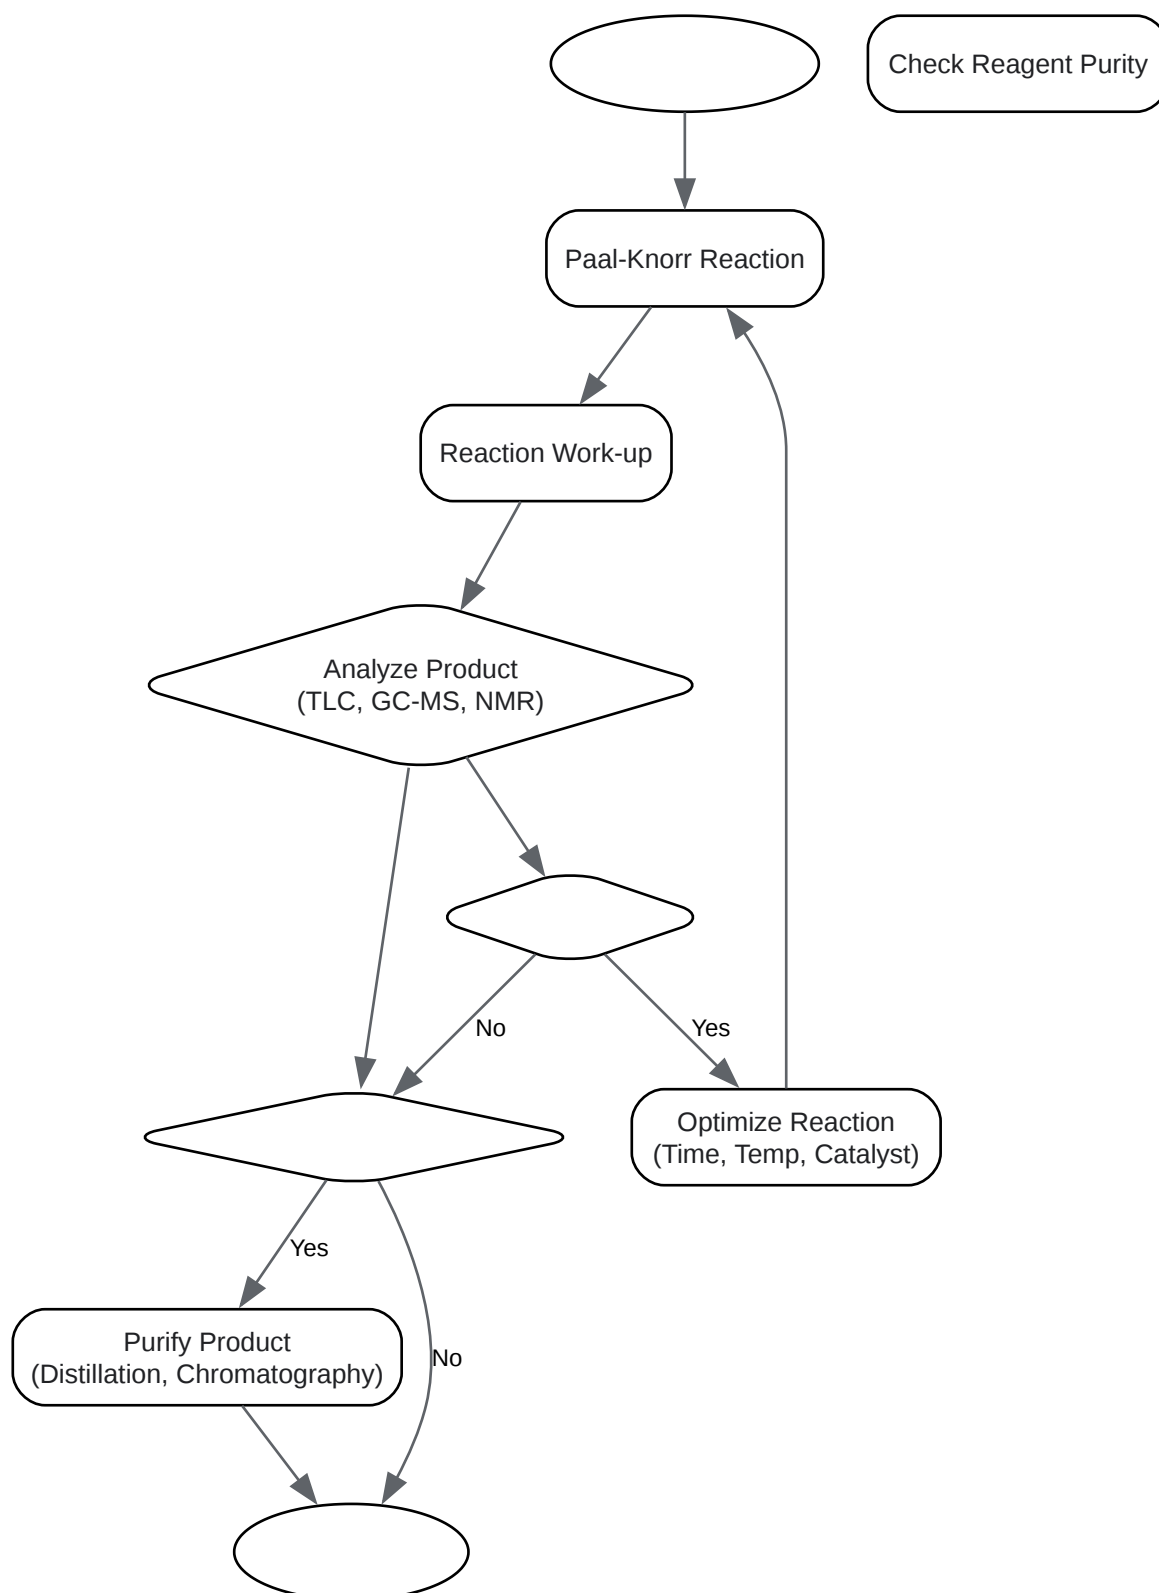 Check Reagent Purity
Paal-Knorr Reaction
Reaction Work-up
Analyze Product
(TLC, GC-MS, NMR)
No
Yes
Optimize Reaction
(Time, Temp, Catalyst)
Yes
Purify Product
(Distillation, Chromatography)
No